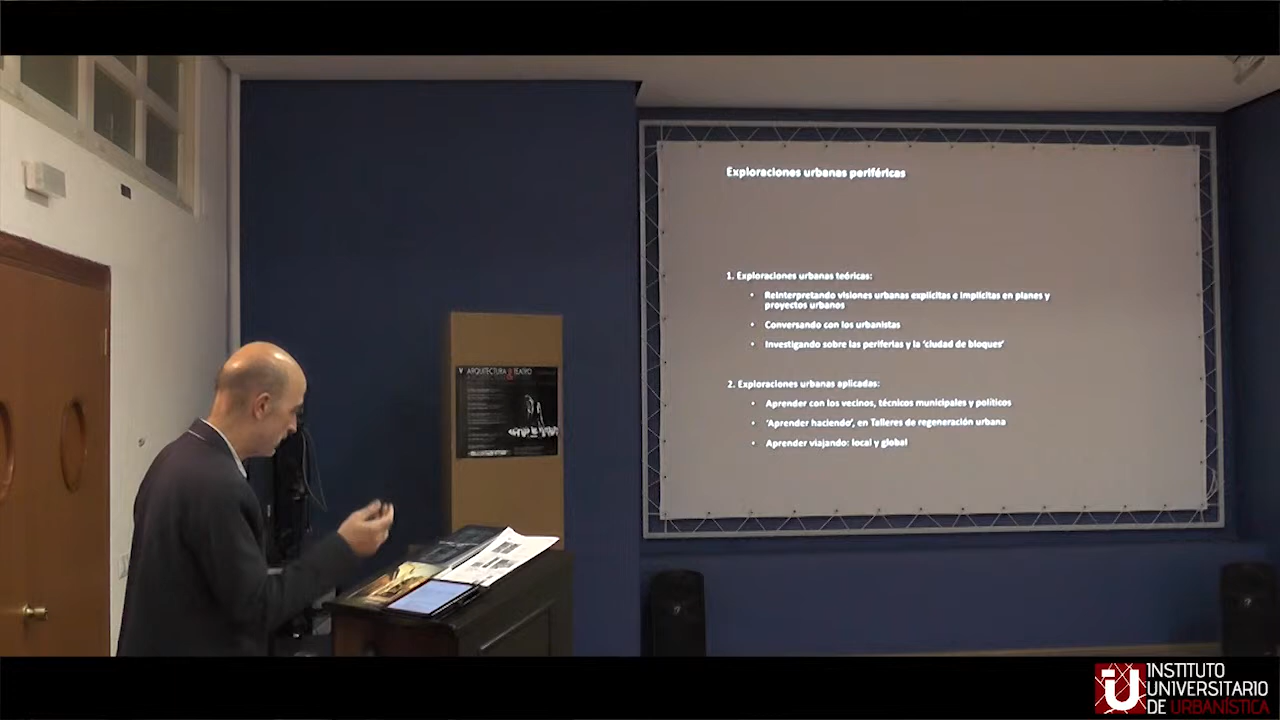 Exploraciones urbanas periféricas
1. Exploraciones urbanas teóricas:
• Reinterpretando visiones urbanas explícitas e implícitas en planes y
proyectos urbanos
• Conversando con los urbanistas
• Investigando sobre las periferias y la 'ciudad de bloques'
2. Exploraciones urbanas aplicadas:
• Aprender con los vecinos, técnicos municipales y políticos
• 'Aprender haciendo', en Talleres de regeneración urbana
• Aprender viajando: local y global
V ARQUITECTURA TEATRO
INSTITUTO
UNIVERSITARIO
DE URBANÍSTICA